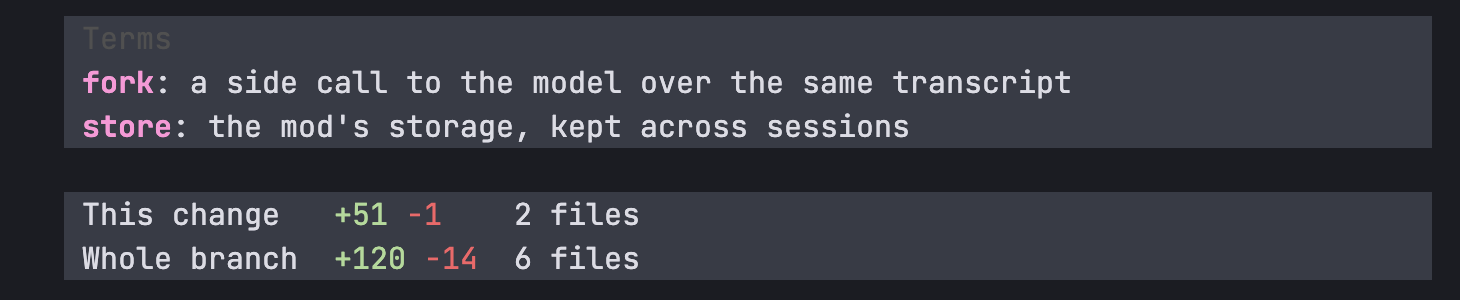 Terms
fork: a side call to the model over the same transcript
store: the mod's storage, kept across sessions
This change +51 -1 2 files
Whole branch +120 -14 6 files